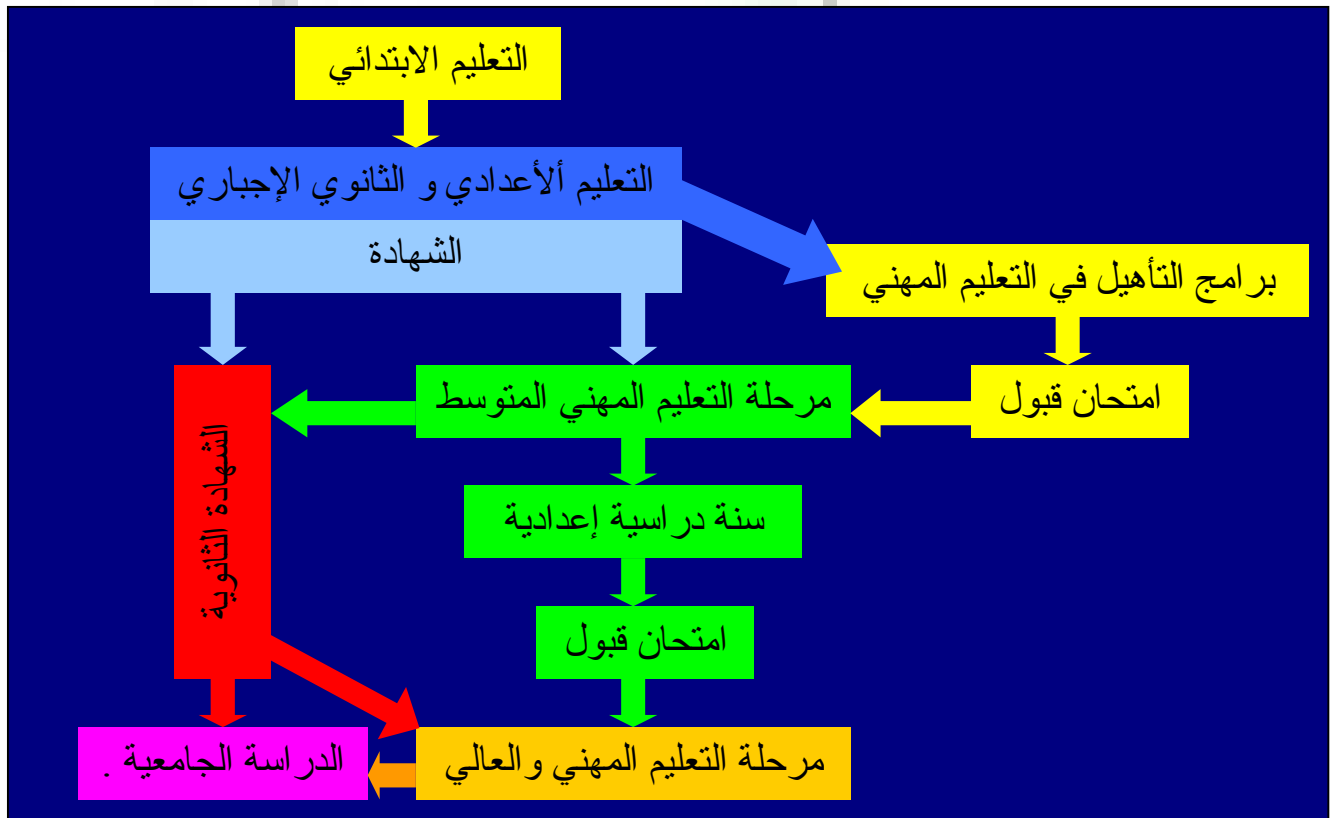 التعليم الابتدائي
التعليم ألأعدادي و الثانوي الإجباري
الشهادة
برامج التأهيل في التعليم المهني
امتحان قبول
مرحلة التعليم المهني المتوسط
الشهادة الثانوية
سنة دراسية إعدادية
امتحان قبول
مرحلة التعليم المهني والعالي
الدراسة الجامعية .